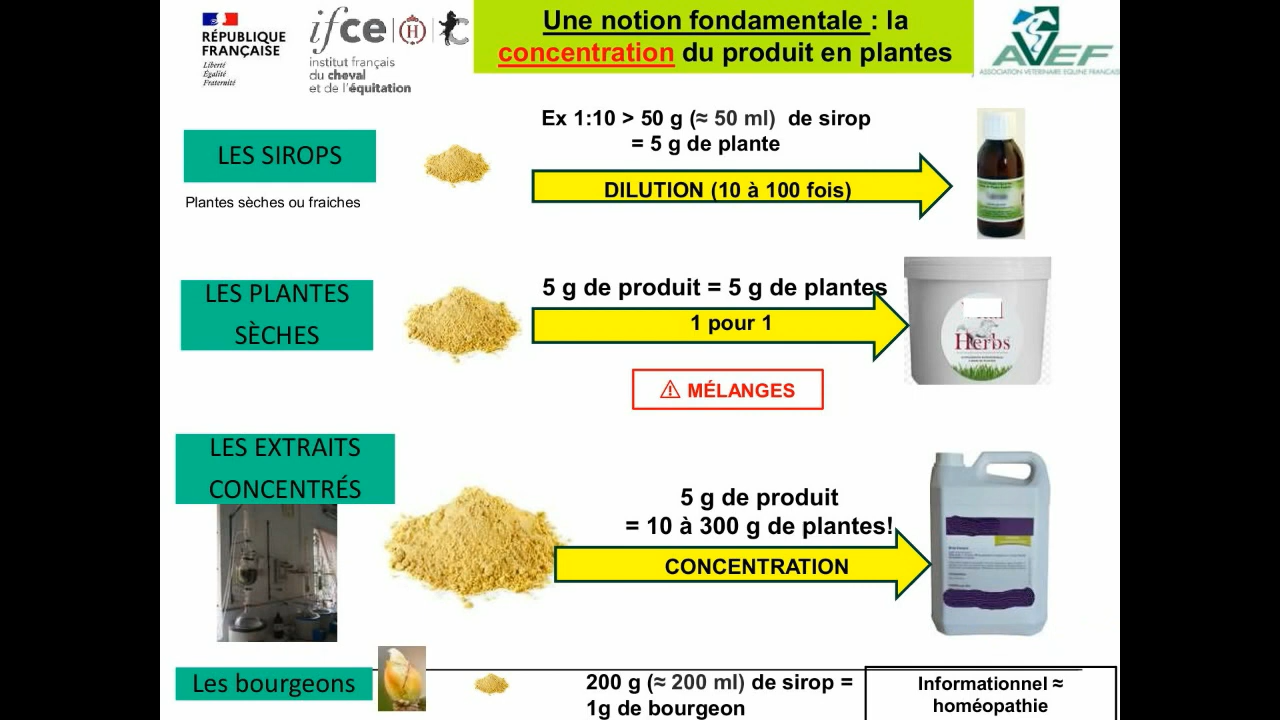 RÉPUBLIQUE
FRANÇAISE
Liberté
Égalité
Fraternité
ifce
institut français
du cheval
et de l'équitation
Une notion fondamentale : la
concentration du produit en plantes
AVEF
ASSOCIATION VÉTÉRINAIRE ÉQUINE FRANÇAISE
LES SIROPS
Plantes sèches ou fraiches
Ex 1:10 > 50 g (≈ 50 ml) de sirop
= 5 g de plante
DILUTION (10 à 100 fois)
LES PLANTES
SÈCHES
5 g de produit = 5 g de plantes
1 pour 1
Herbs
⚠ MÉLANGES
LES EXTRAITS
CONCENTRÉS
5 g de produit
= 10 à 300 g de plantes!
CONCENTRATION
Les bourgeons
200 g (≈ 200 ml) de sirop =
1g de bourgeon
Informationnel ≈
homéopathie